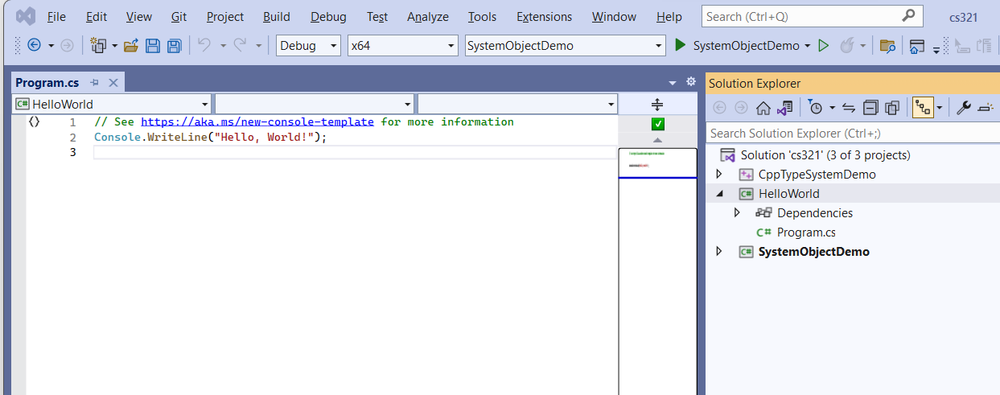 File Edit View Git Project Build Debug Test Analyze Tools Extensions Window Help Search (Ctrl+Q) cs321
Debug x64 SystemObjectDemo SystemObjectDemo
Program.cs
C# HelloWorld
1 // See https://aka.ms/new-console-template for more information
2 Console.WriteLine("Hello, World!");
3
Solution Explorer
Search Solution Explorer (Ctrl+;)
Solution 'cs321' (3 of 3 projects)
CppTypeSystemDemo
C# HelloWorld
Dependencies
C# Program.cs
C# SystemObjectDemo